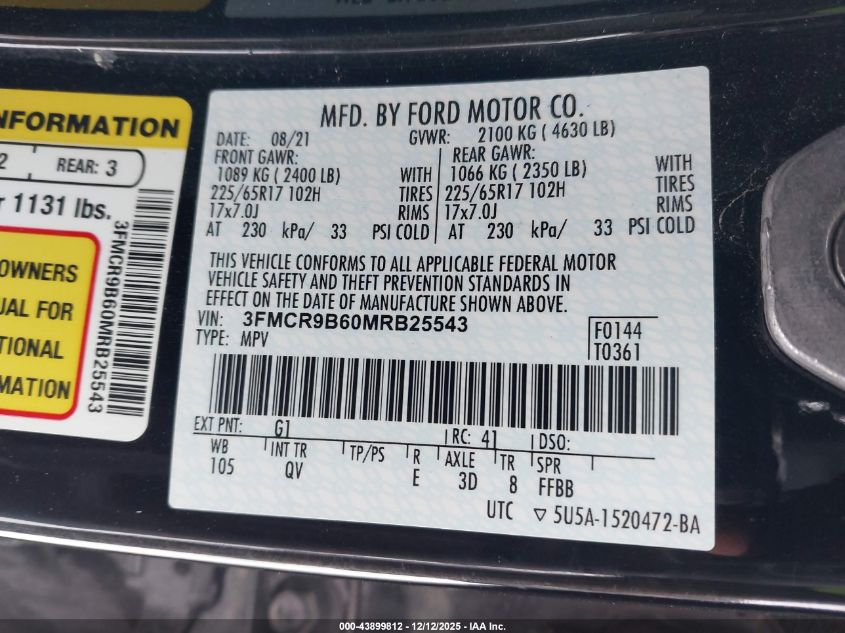 INFORMATION
2 REAR: 3
r 1131 lbs.
OWNERS
UAL FOR
TIONAL
MATION
3FMCR9B60MRB25543
MFD. BY FORD MOTOR CO.
DATE: 08/21 GVWR: 2100 KG ( 4630 LB)
FRONT GAWR: REAR GAWR:
1089 KG ( 2400 LB) WITH 1066 KG ( 2350 LB) WITH
225/65R17 102H TIRES 225/65R17 102H TIRES
17x7.0J RIMS 17x7.0J RIMS
AT 230 kPa/ 33 PSI COLD AT 230 kPa/ 33 PSI COLD
THIS VEHICLE CONFORMS TO ALL APPLICABLE FEDERAL MOTOR
VEHICLE SAFETY AND THEFT PREVENTION STANDARDS IN
EFFECT ON THE DATE OF MANUFACTURE SHOWN ABOVE.
VIN: 3FMCR9B60MRB25543
TYPE: MPV
F0144
T0361
EXT PNT: G1 RC: 41 DSO:
WB INT TR TP/PS R AXLE TR SPR
105 QV E 3D 8 FFBB
UTC ▽ 5U5A-1520472-BA
000-43899812 - 12/12/2025 - IAA Inc.